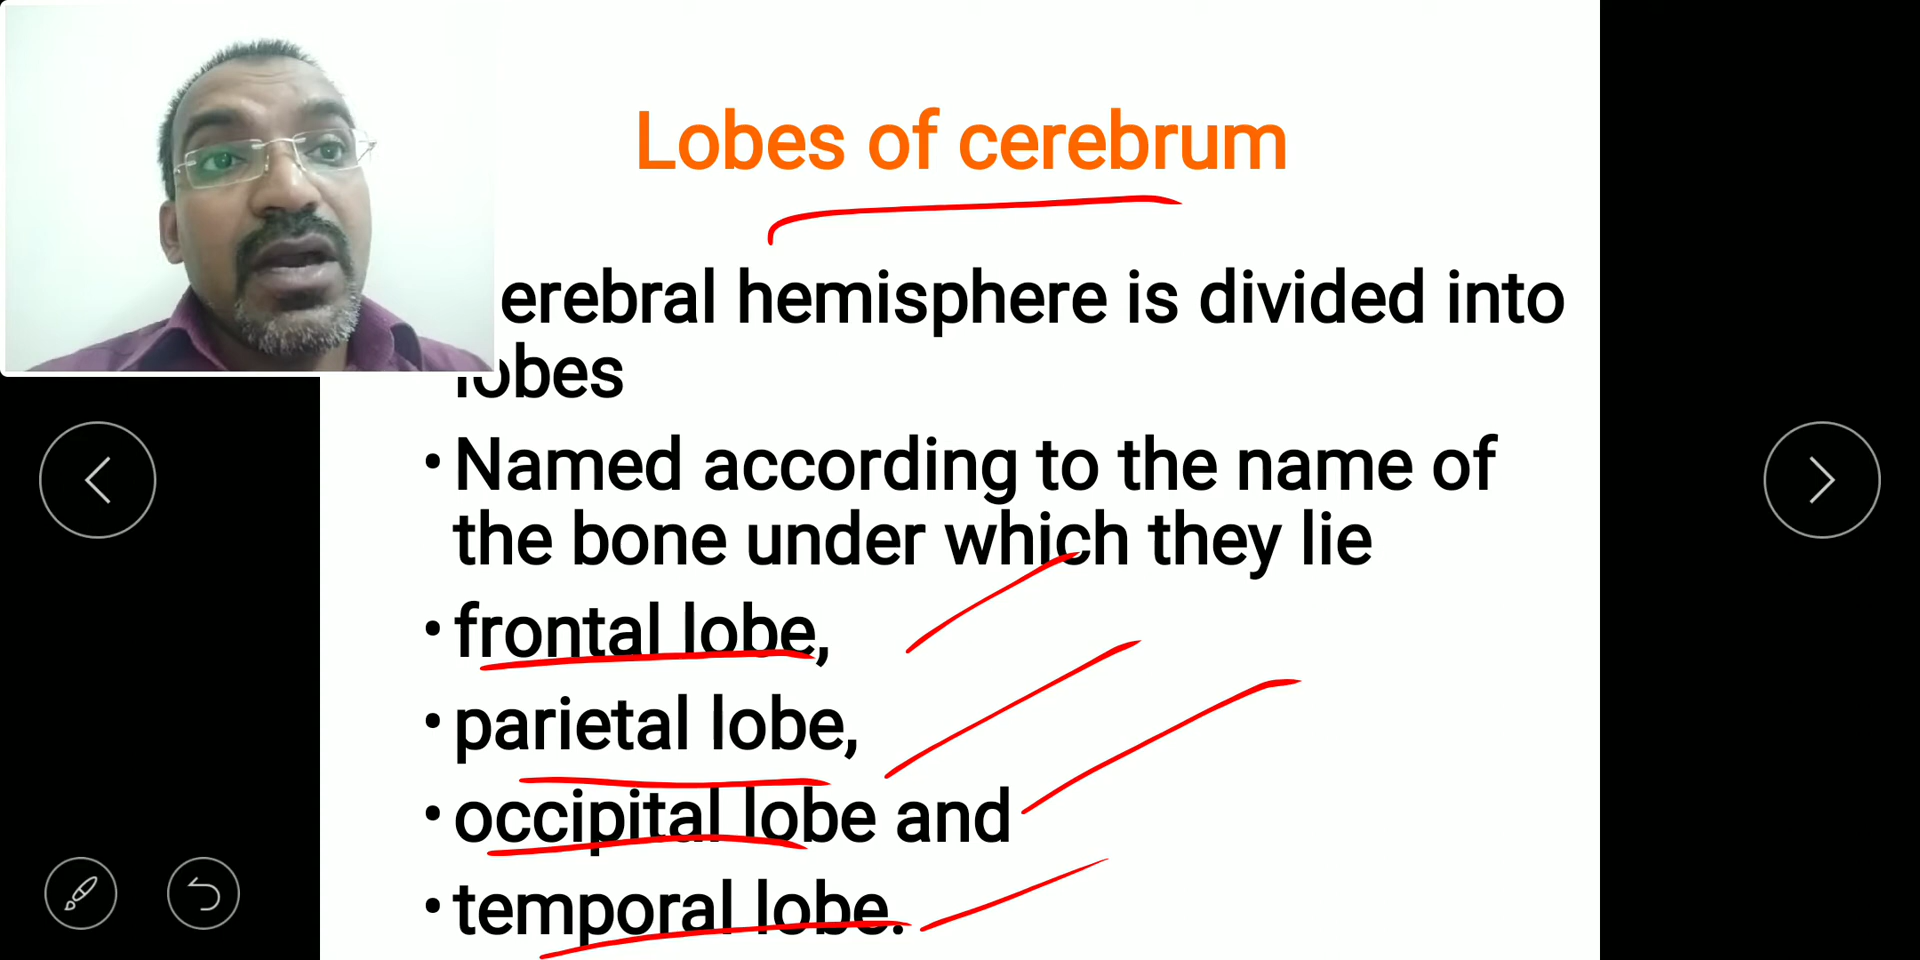 Lobes of cerebrum
erebral hemisphere is divided into
lobes
• Named according to the name of
the bone under which they lie
• frontal lobe,
• parietal lobe,
• occipital lobe and
• temporal lobe.